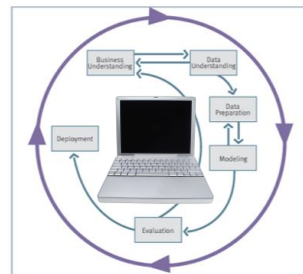 Business
Understanding
Data
Understanding
Data
Preparation
Modeling
Deployment
Evaluation